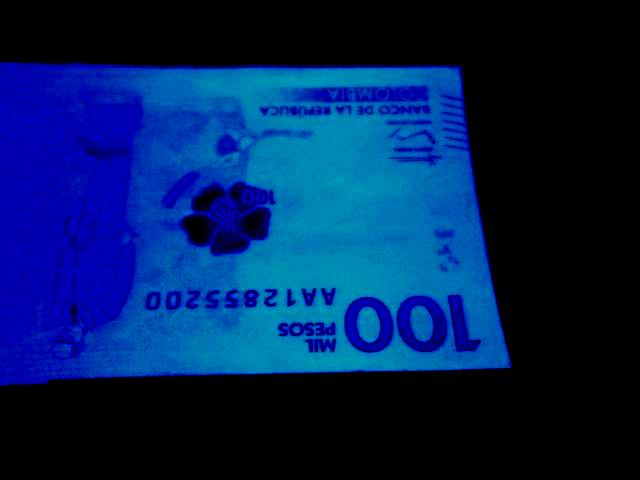 100
MIL
PESOS
AA12855200
100
BANCO DE LA REPÚBLICA
COLOMBIA